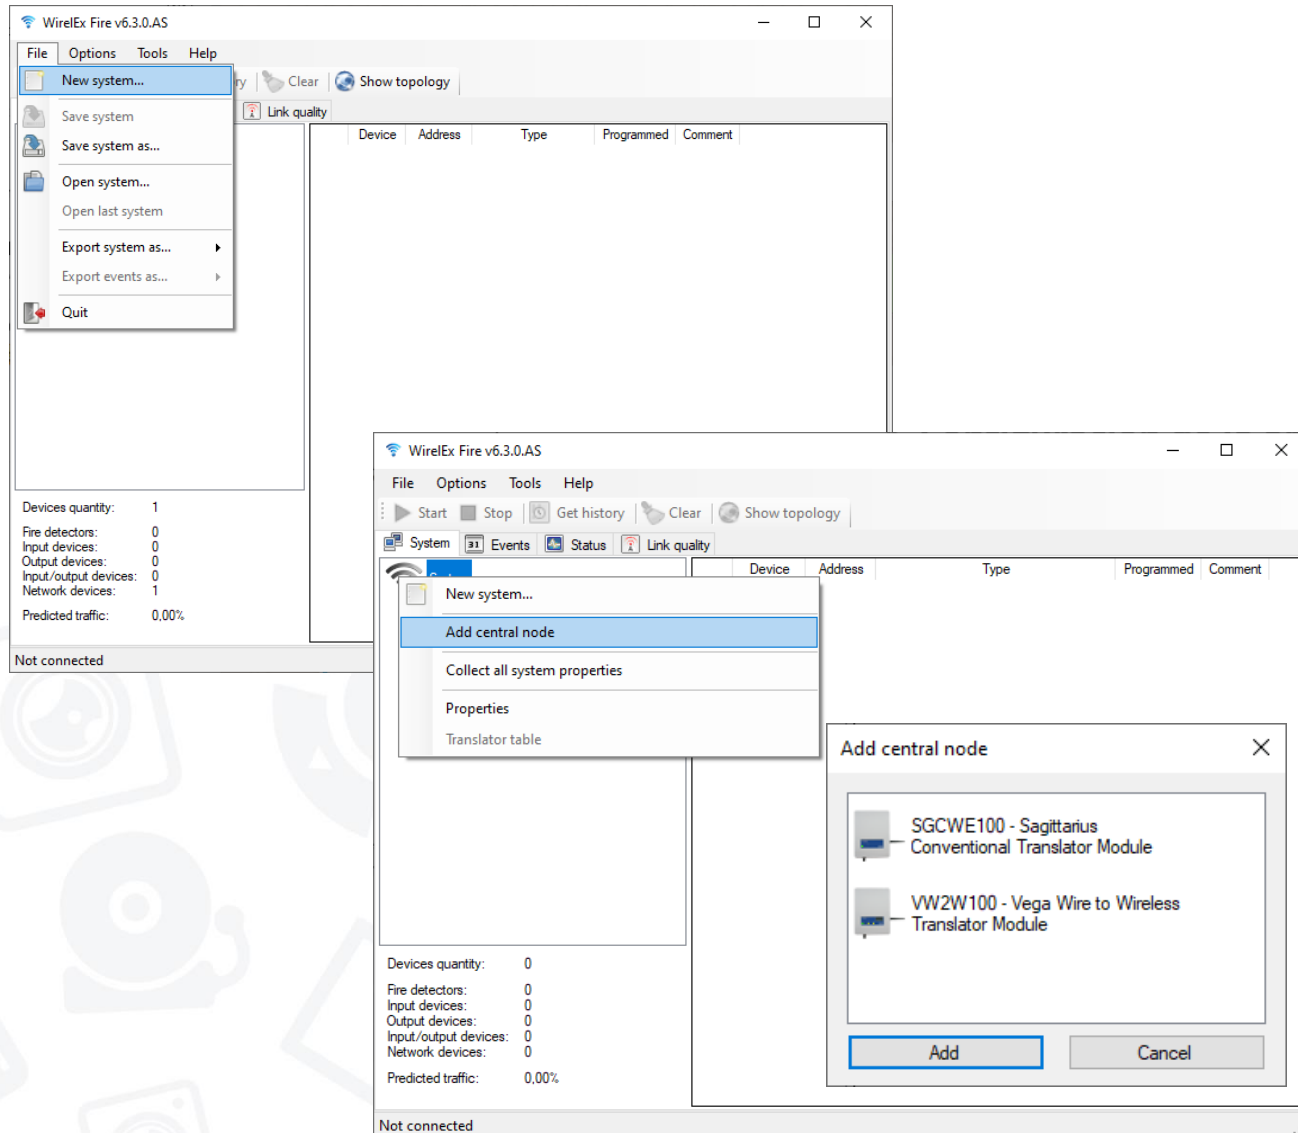 WirelEx Fire v6.3.0.AS
File Options Tools Help
New system...
ry Clear Show topology
Save system
Link quality
Save system as...
Device Address Type Programmed Comment
Open system...
Open last system
Export system as...
Export events as...
Quit
Devices quantity: 1
Fire detectors: 0
Input devices: 0
Output devices: 0
Input/output devices: 0
Network devices: 1
Predicted traffic: 0,00%
Not connected
WirelEx Fire v6.3.0.AS
File Options Tools Help
Start Stop Get history Clear Show topology
System 31 Events Status Link quality
Device Address Type Programmed Comment
New system...
Add central node
Collect all system properties
Properties
Translator table
Add central node
SGCWE100 - Sagittarius
Conventional Translator Module
VW2W100 - Vega Wire to Wireless
Translator Module
Add Cancel
Devices quantity: 0
Fire detectors: 0
Input devices: 0
Output devices: 0
Input/output devices: 0
Network devices: 0
Predicted traffic: 0,00%
Not connected